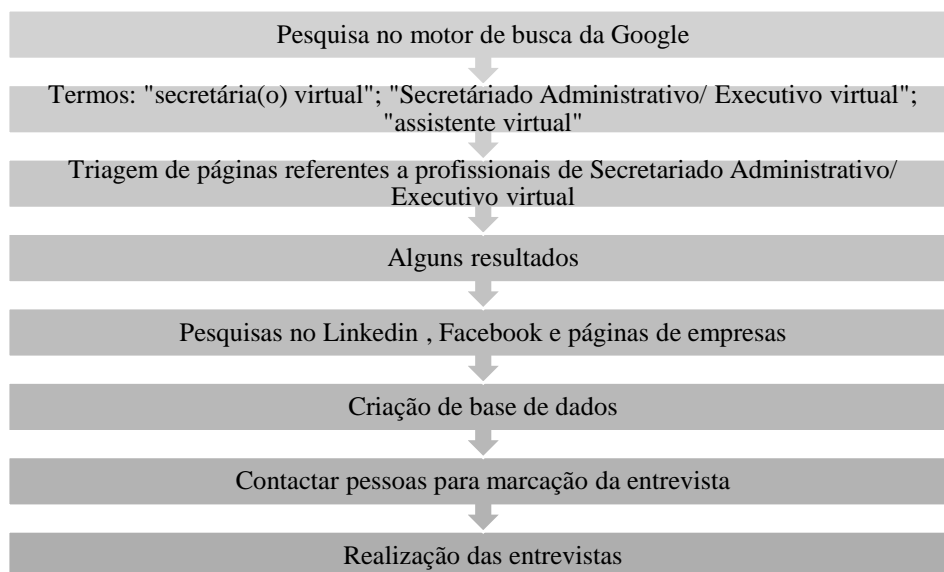 Pesquisa no motor de busca da Google
Termos: "secretária(o) virtual"; "Secretáriado Administrativo/ Executivo virtual";
"assistente virtual"
Triagem de páginas referentes a profissionais de Secretariado Administrativo/
Executivo virtual
Alguns resultados
Pesquisas no Linkedin , Facebook e páginas de empresas
Criação de base de dados
Contactar pessoas para marcação da entrevista
Realização das entrevistas